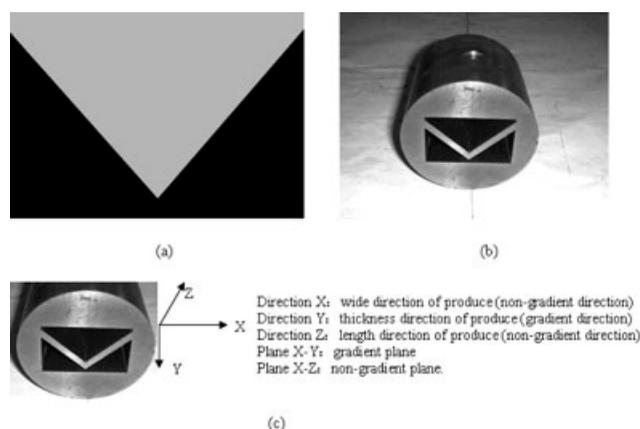 (a)
(b)
Z
X
Y
Direction X: wide direction of produce (non-gradient direction)
Direction Y: thickness direction of produce (gradient direction)
Direction Z: length direction of produce (non-gradient direction)
Plane X-Y: gradient plane
Plane X-Z: non-gradient plane.
(c)